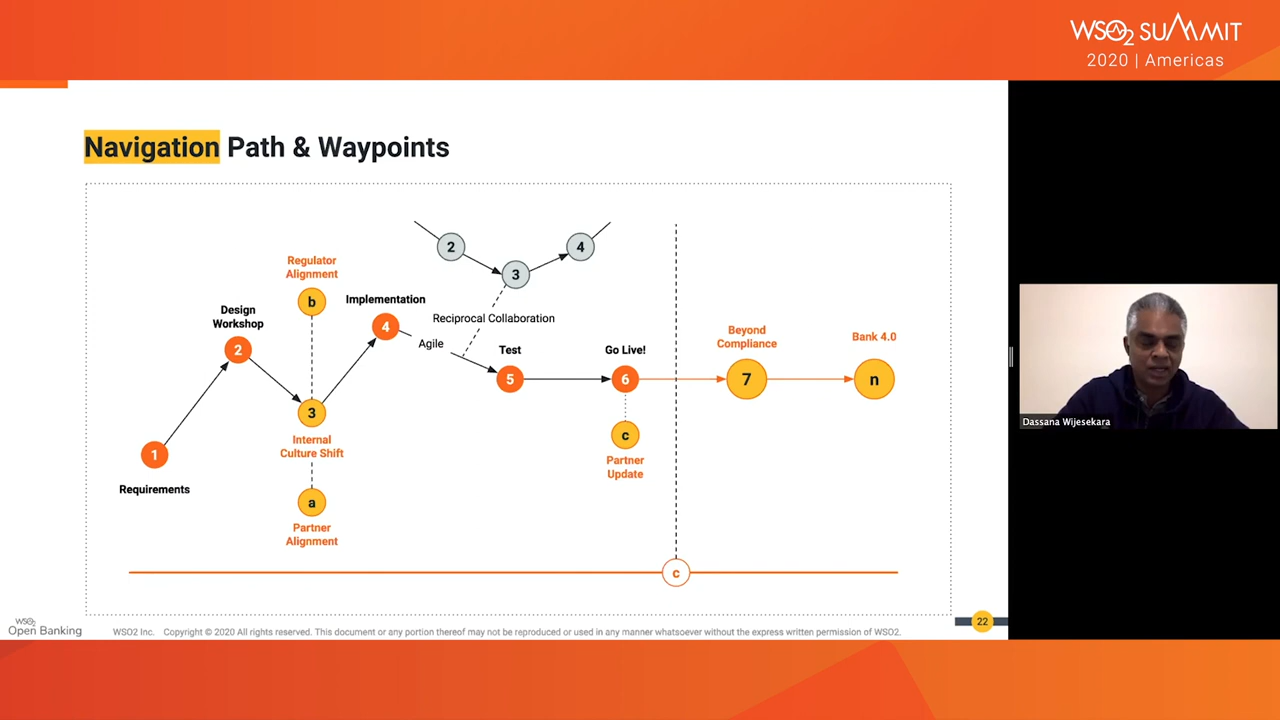 WSO2 SUMMIT
2020 | Americas
Navigation Path & Waypoints
2
4
3
Regulator
Alignment
b
Implementation
4
Design
Workshop
2
Reciprocal Collaboration
Agile
Test
5
Go Live!
6
Beyond
Compliance
7
Bank 4.0
n
3
Internal
Culture Shift
c
Partner
Update
1
Requirements
a
Partner
Alignment
c
Dassana Wijesekara
WSO2
Open Banking
WSO2 Inc. Copyright © 2020 All rights reserved. This document or any portion thereof may not be reproduced or used in any manner whatsoever without the express written permission of WSO2.
22